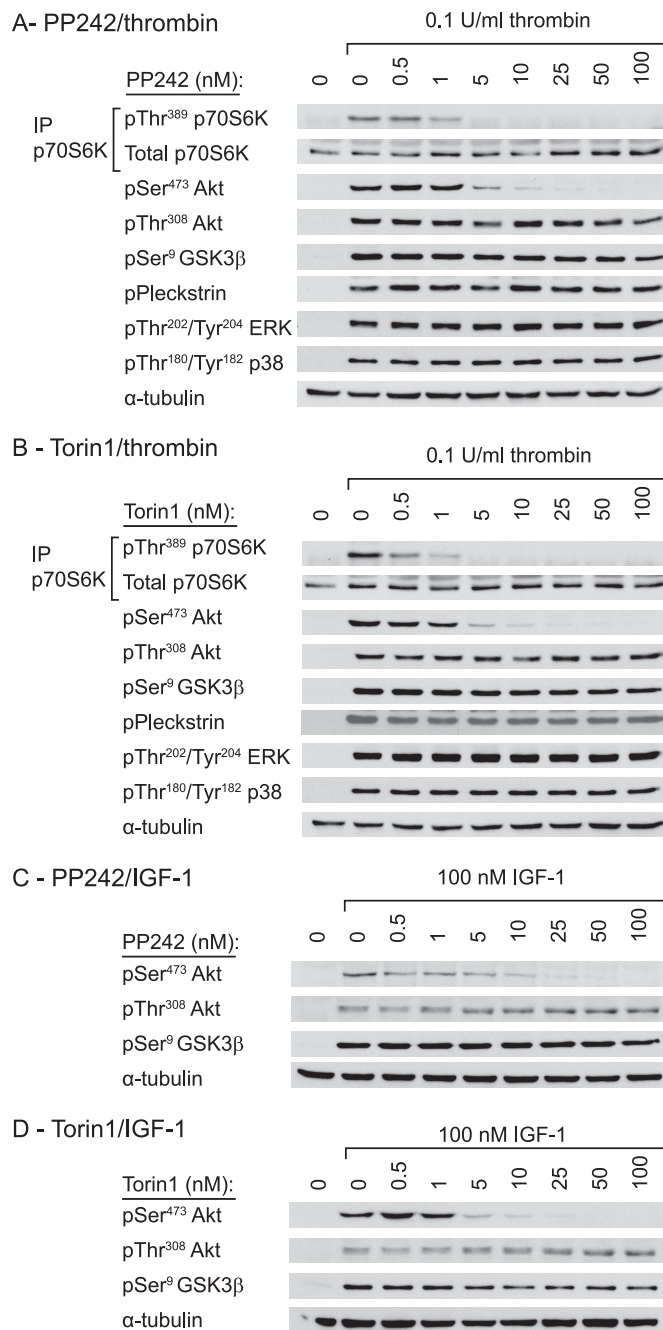 A- PP242/thrombin
0.1 U/ml thrombin
PP242 (nM): 0 0 0.5 1 5 10 25 50 100
IP p70S6K
pThr³⁸⁹ p70S6K
Total p70S6K
pSer⁴⁷³ Akt
pThr³⁰⁸ Akt
pSer⁹ GSK3β
pPleckstrin
pThr²⁰²/Tyr²⁰⁴ ERK
pThr¹⁸⁰/Tyr¹⁸² p38
α-tubulin
B - Torin1/thrombin
0.1 U/ml thrombin
Torin1 (nM): 0 0 0.5 1 5 10 25 50 100
IP p70S6K
pThr³⁸⁹ p70S6K
Total p70S6K
pSer⁴⁷³ Akt
pThr³⁰⁸ Akt
pSer⁹ GSK3β
pPleckstrin
pThr²⁰²/Tyr²⁰⁴ ERK
pThr¹⁸⁰/Tyr¹⁸² p38
α-tubulin
C - PP242/IGF-1
100 nM IGF-1
PP242 (nM): 0 0 0.5 1 5 10 25 50 100
pSer⁴⁷³ Akt
pThr³⁰⁸ Akt
pSer⁹ GSK3β
α-tubulin
D - Torin1/IGF-1
100 nM IGF-1
Torin1 (nM): 0 0 0.5 1 5 10 25 50 100
pSer⁴⁷³ Akt
pThr³⁰⁸ Akt
pSer⁹ GSK3β
α-tubulin